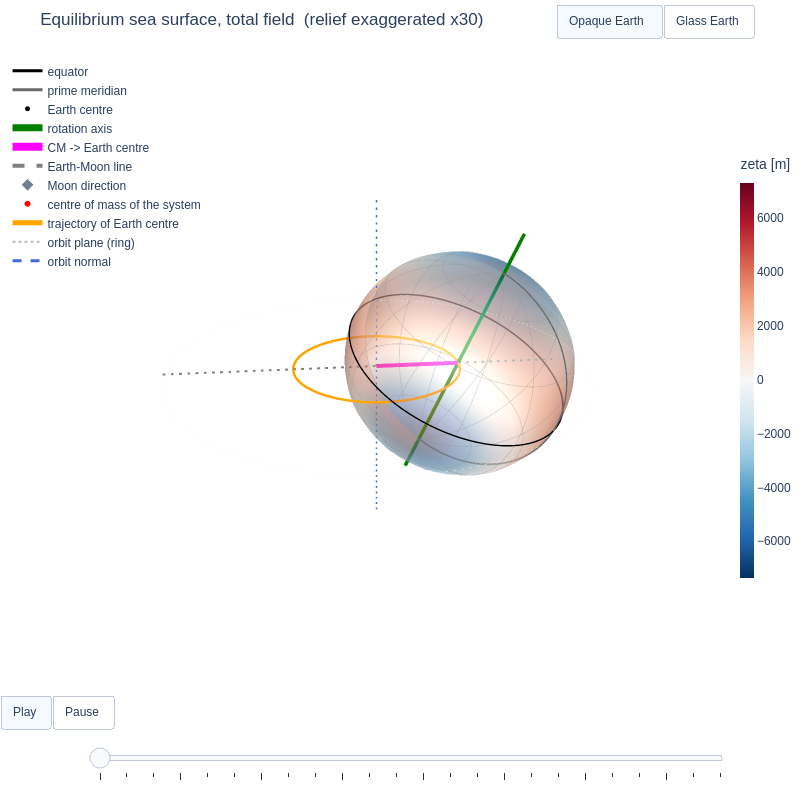 Equilibrium sea surface, total field  (relief exaggerated x30)
Opaque Earth
Glass Earth
equator
prime meridian
Earth centre
rotation axis
CM -> Earth centre
Earth-Moon line
Moon direction
centre of mass of the system
trajectory of Earth centre
orbit plane (ring)
orbit normal
zeta [m]
6000
4000
2000
0
−2000
−4000
−6000
Play
Pause